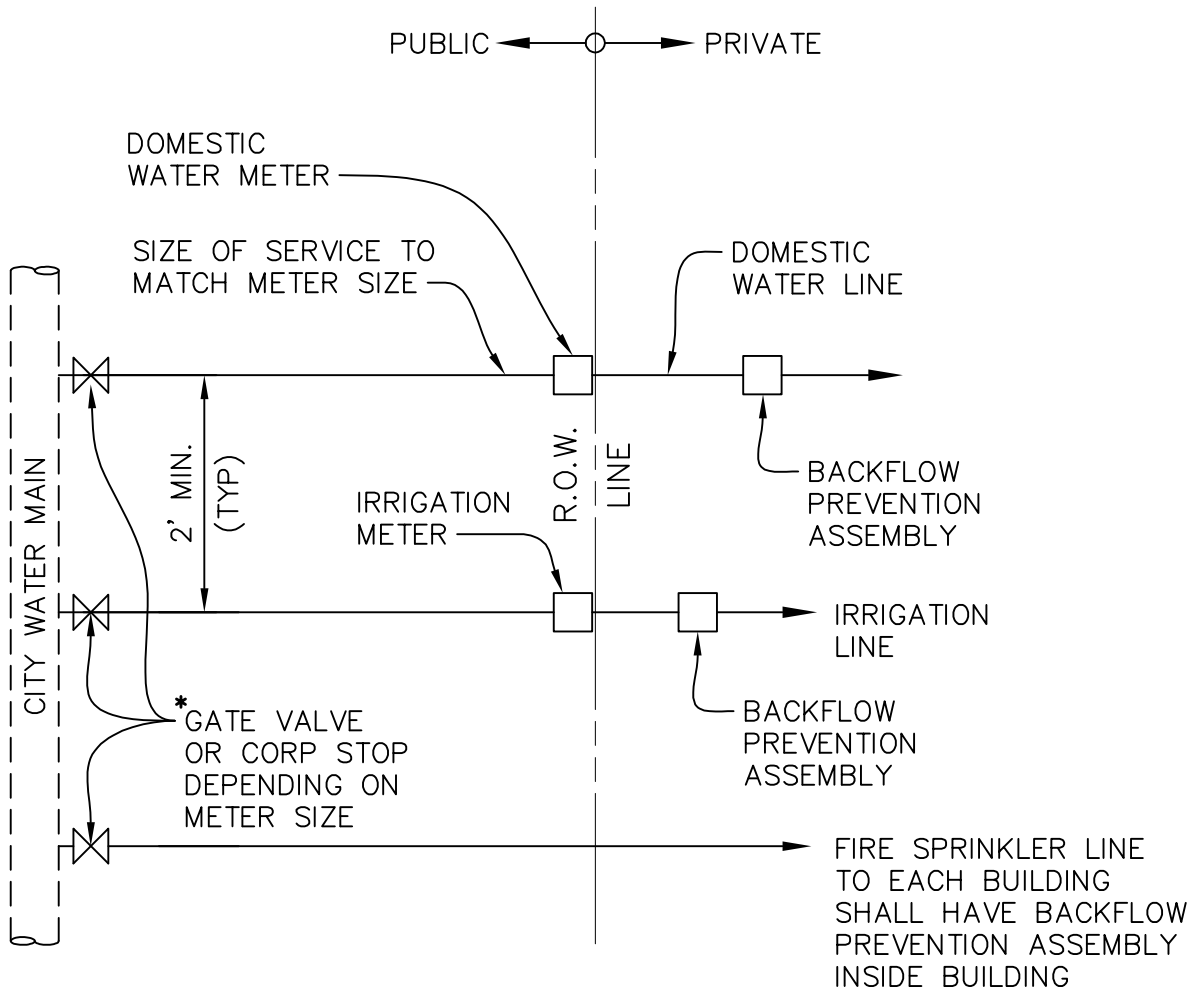 PUBLIC
PRIVATE
DOMESTIC
WATER METER
SIZE OF SERVICE TO
MATCH METER SIZE
DOMESTIC
WATER LINE
CITY WATER MAIN
2' MIN.
(TYP)
R.O.W.
LINE
BACKFLOW
PREVENTION
ASSEMBLY
IRRIGATION
METER
IRRIGATION
LINE
*
GATE VALVE
OR CORP STOP
DEPENDING ON
METER SIZE
BACKFLOW
PREVENTION
ASSEMBLY
FIRE SPRINKLER LINE
TO EACH BUILDING
SHALL HAVE BACKFLOW
PREVENTION ASSEMBLY
INSIDE BUILDING